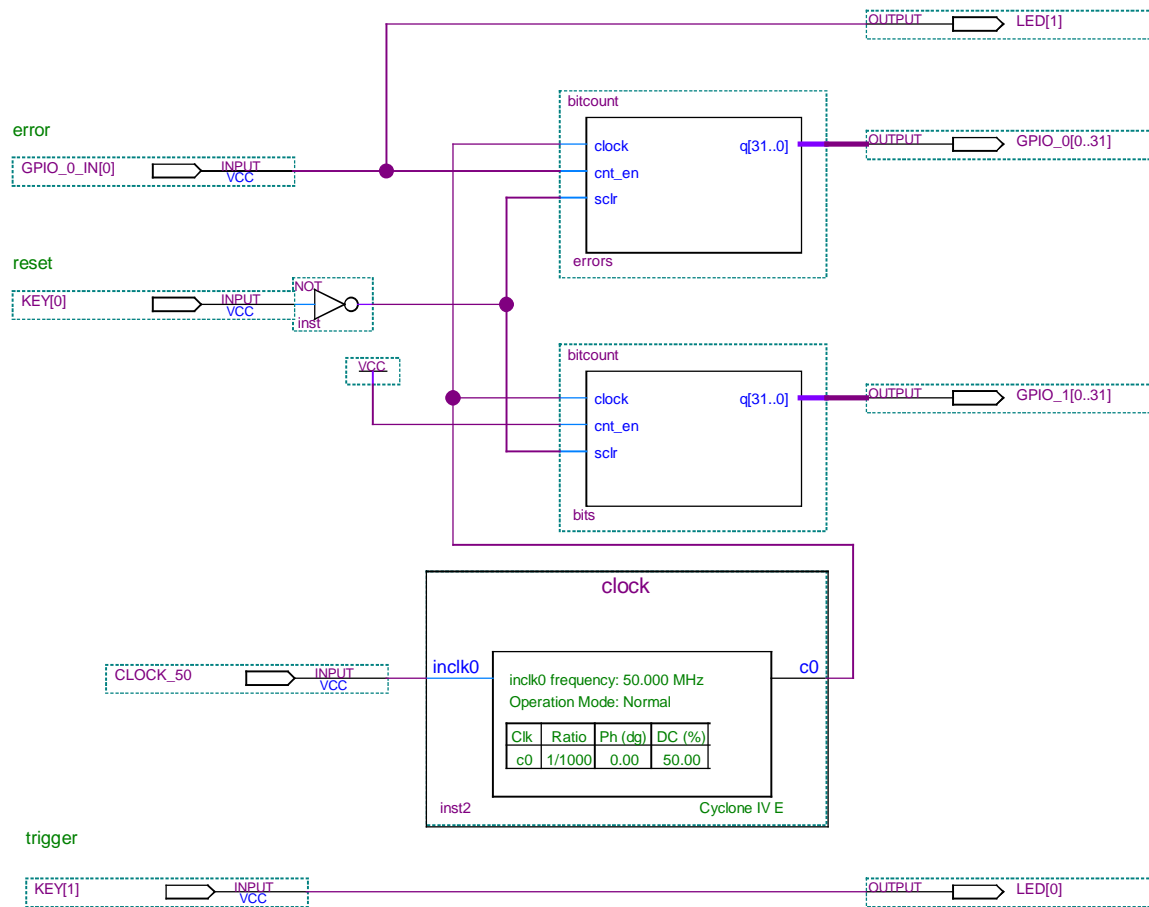 OUTPUT LED[1]
bitcount
error
clock q[31..0] OUTPUT GPIO_0[0..31]
GPIO_0_IN[0] INPUT cnt_en
VCC
sclr
reset errors
NOT
KEY[0] INPUT
VCC
inst
bitcount
VCC
clock q[31..0] OUTPUT GPIO_1[0..31]
cnt_en
sclr
bits
clock
CLOCK_50 INPUT inclk0 c0
VCC
inclk0 frequency: 50.000 MHz
Operation Mode: Normal
Clk Ratio Ph (dg) DC (%)
c0 1/1000 0.00 50.00
inst2 Cyclone IV E
trigger
KEY[1] INPUT OUTPUT LED[0]
VCC